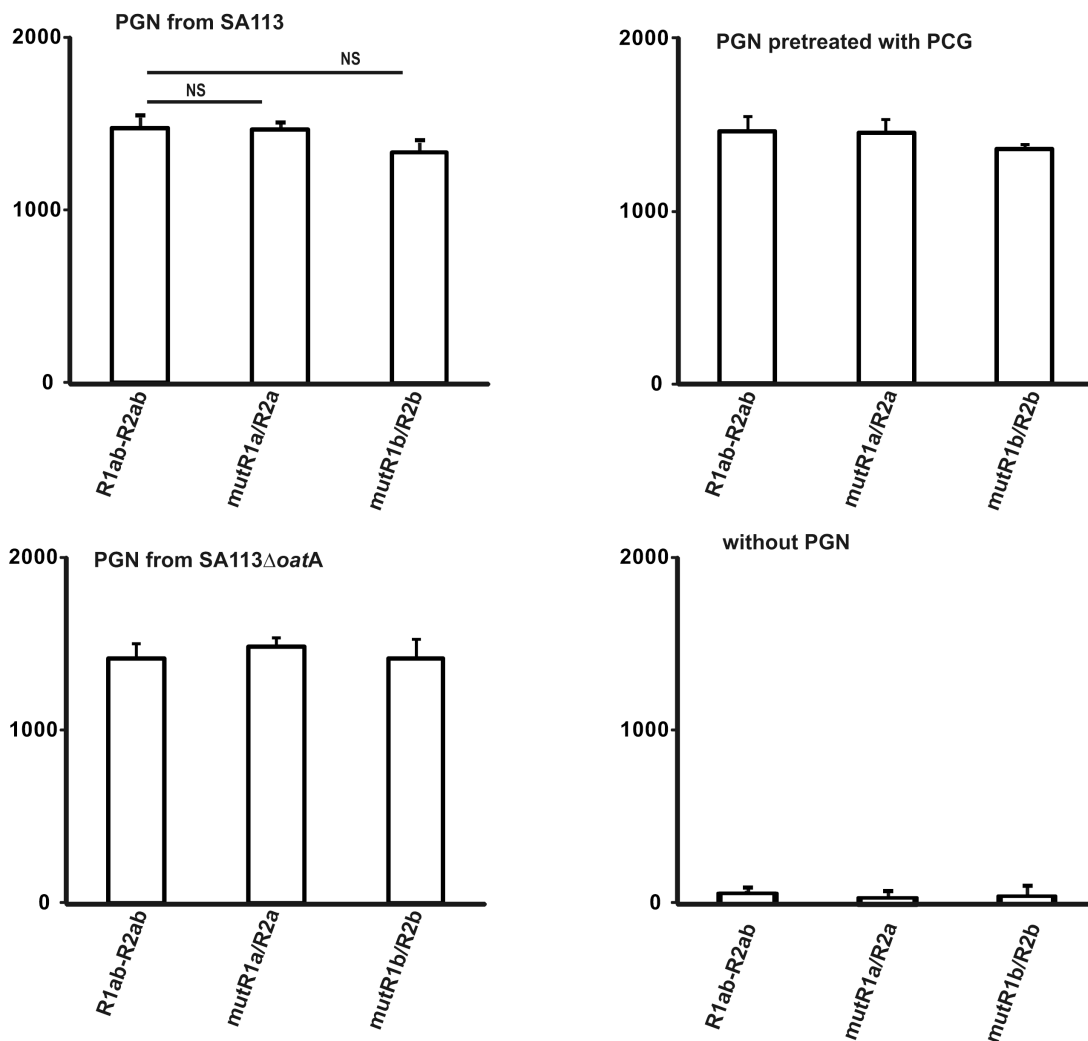 PGN from SA113
2000
NS
NS
1000
0
R1ab-R2ab
mutR1a/R2a
mutR1b/R2b
PGN pretreated with PCG
2000
1000
0
R1ab-R2ab
mutR1a/R2a
mutR1b/R2b
PGN from SA113ΔoatA
2000
1000
0
R1ab-R2ab
mutR1a/R2a
mutR1b/R2b
without PGN
2000
1000
0
R1ab-R2ab
mutR1a/R2a
mutR1b/R2b